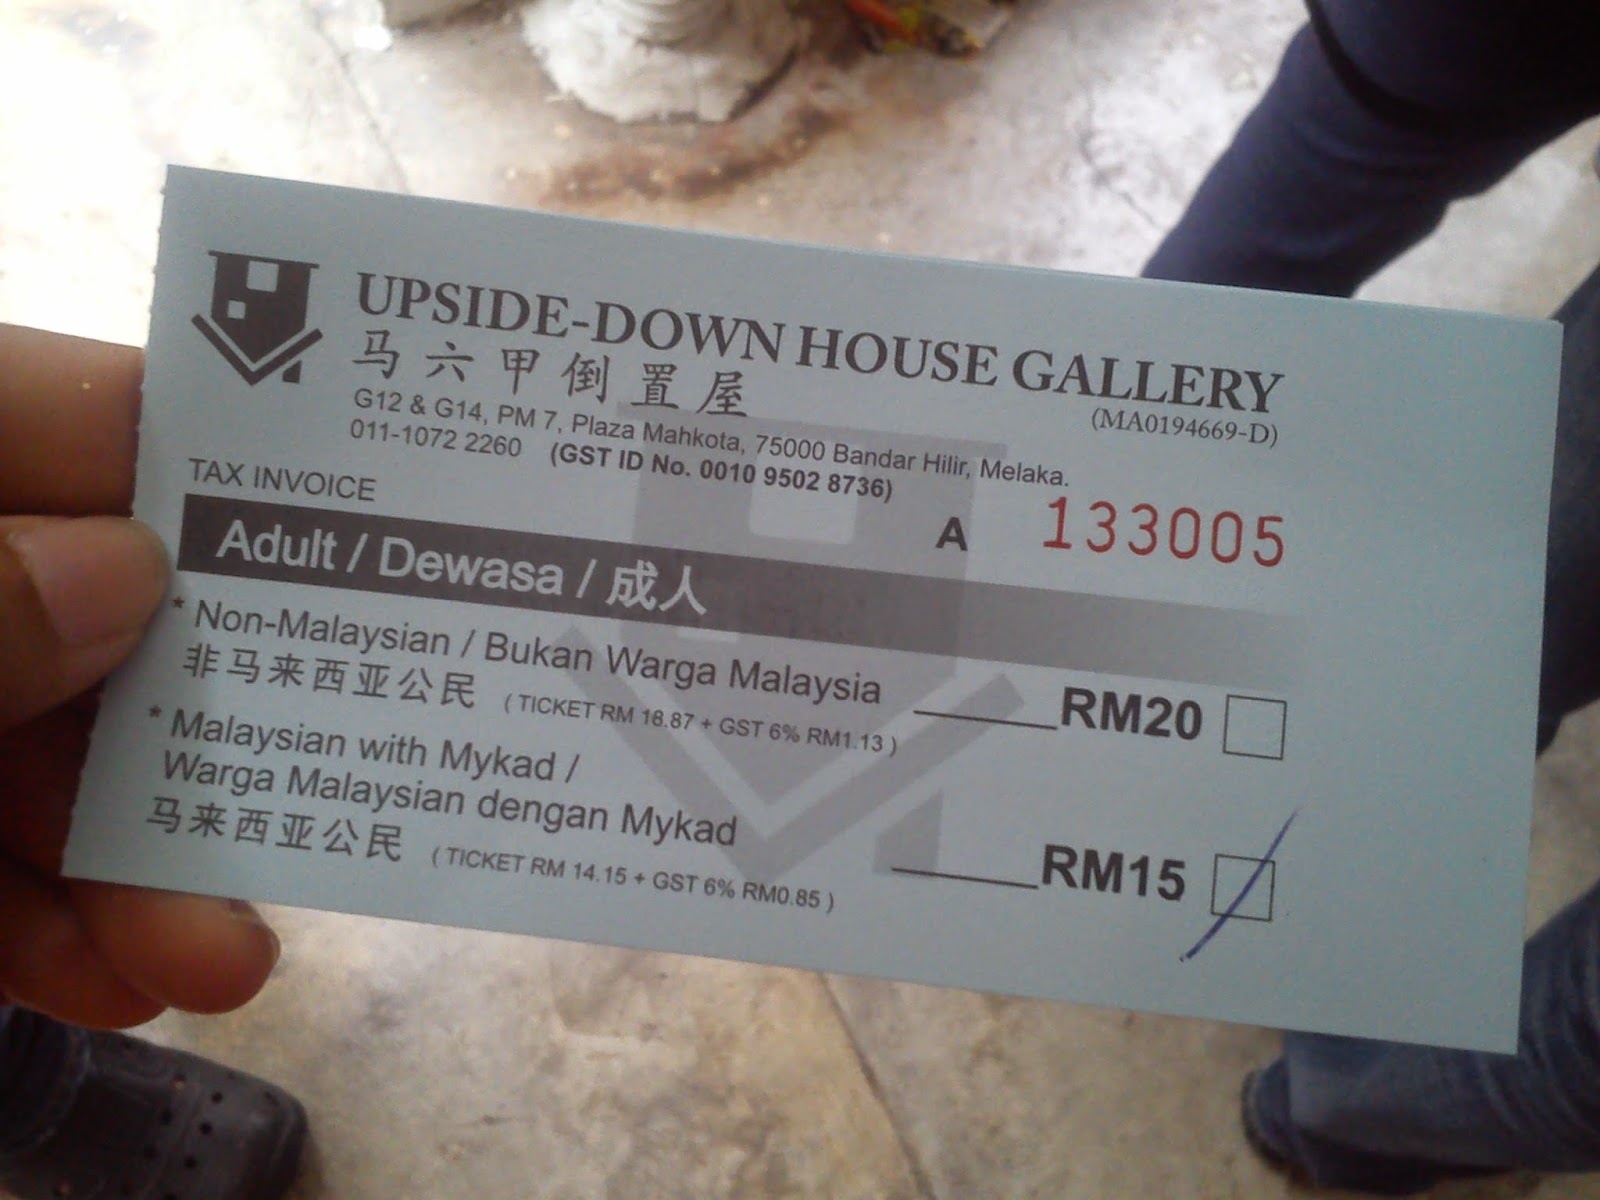 UPSIDE-DOWN HOUSE GALLERY
马六甲倒置屋
(MA0194669-D)
G12 & G14, PM 7, Plaza Mahkota, 75000 Bandar Hilir, Melaka.
011-1072 2260 (GST ID No. 0010 9502 8736)
TAX INVOICE
A 133005
Adult / Dewasa / 成人
* Non-Malaysian / Bukan Warga Malaysia
非马来西亚公民 ( TICKET RM 18.87 + GST 6% RM1.13 )
RM20
* Malaysian with Mykad /
Warga Malaysian dengan Mykad
马来西亚公民 ( TICKET RM 14.15 + GST 6% RM0.85 )
RM15